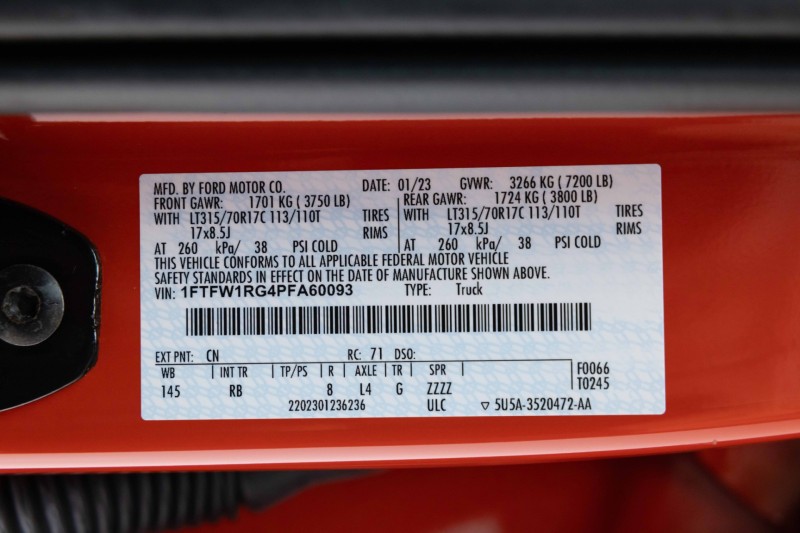 MFD. BY FORD MOTOR CO. DATE: 01/23 GVWR: 3266 KG ( 7200 LB)
FRONT GAWR: 1701 KG ( 3750 LB) REAR GAWR: 1724 KG ( 3800 LB)
WITH LT315/70R17C 113/110T TIRES WITH LT315/70R17C 113/110T TIRES
17x8.5J RIMS 17x8.5J RIMS
AT 260 kPa/ 38 PSI COLD AT 260 kPa/ 38 PSI COLD
THIS VEHICLE CONFORMS TO ALL APPLICABLE FEDERAL MOTOR VEHICLE
SAFETY STANDARDS IN EFFECT ON THE DATE OF MANUFACTURE SHOWN ABOVE.
VIN: 1FTFW1RG4PFA60093 TYPE: Truck
EXT PNT: CN RC: 71 DSO:
WB | INT TR | TP/PS | R | AXLE | TR | SPR F0066
145 RB 8 L4 G ZZZZ T0245
2202301236236 ULC ▽ 5U5A-3520472-AA